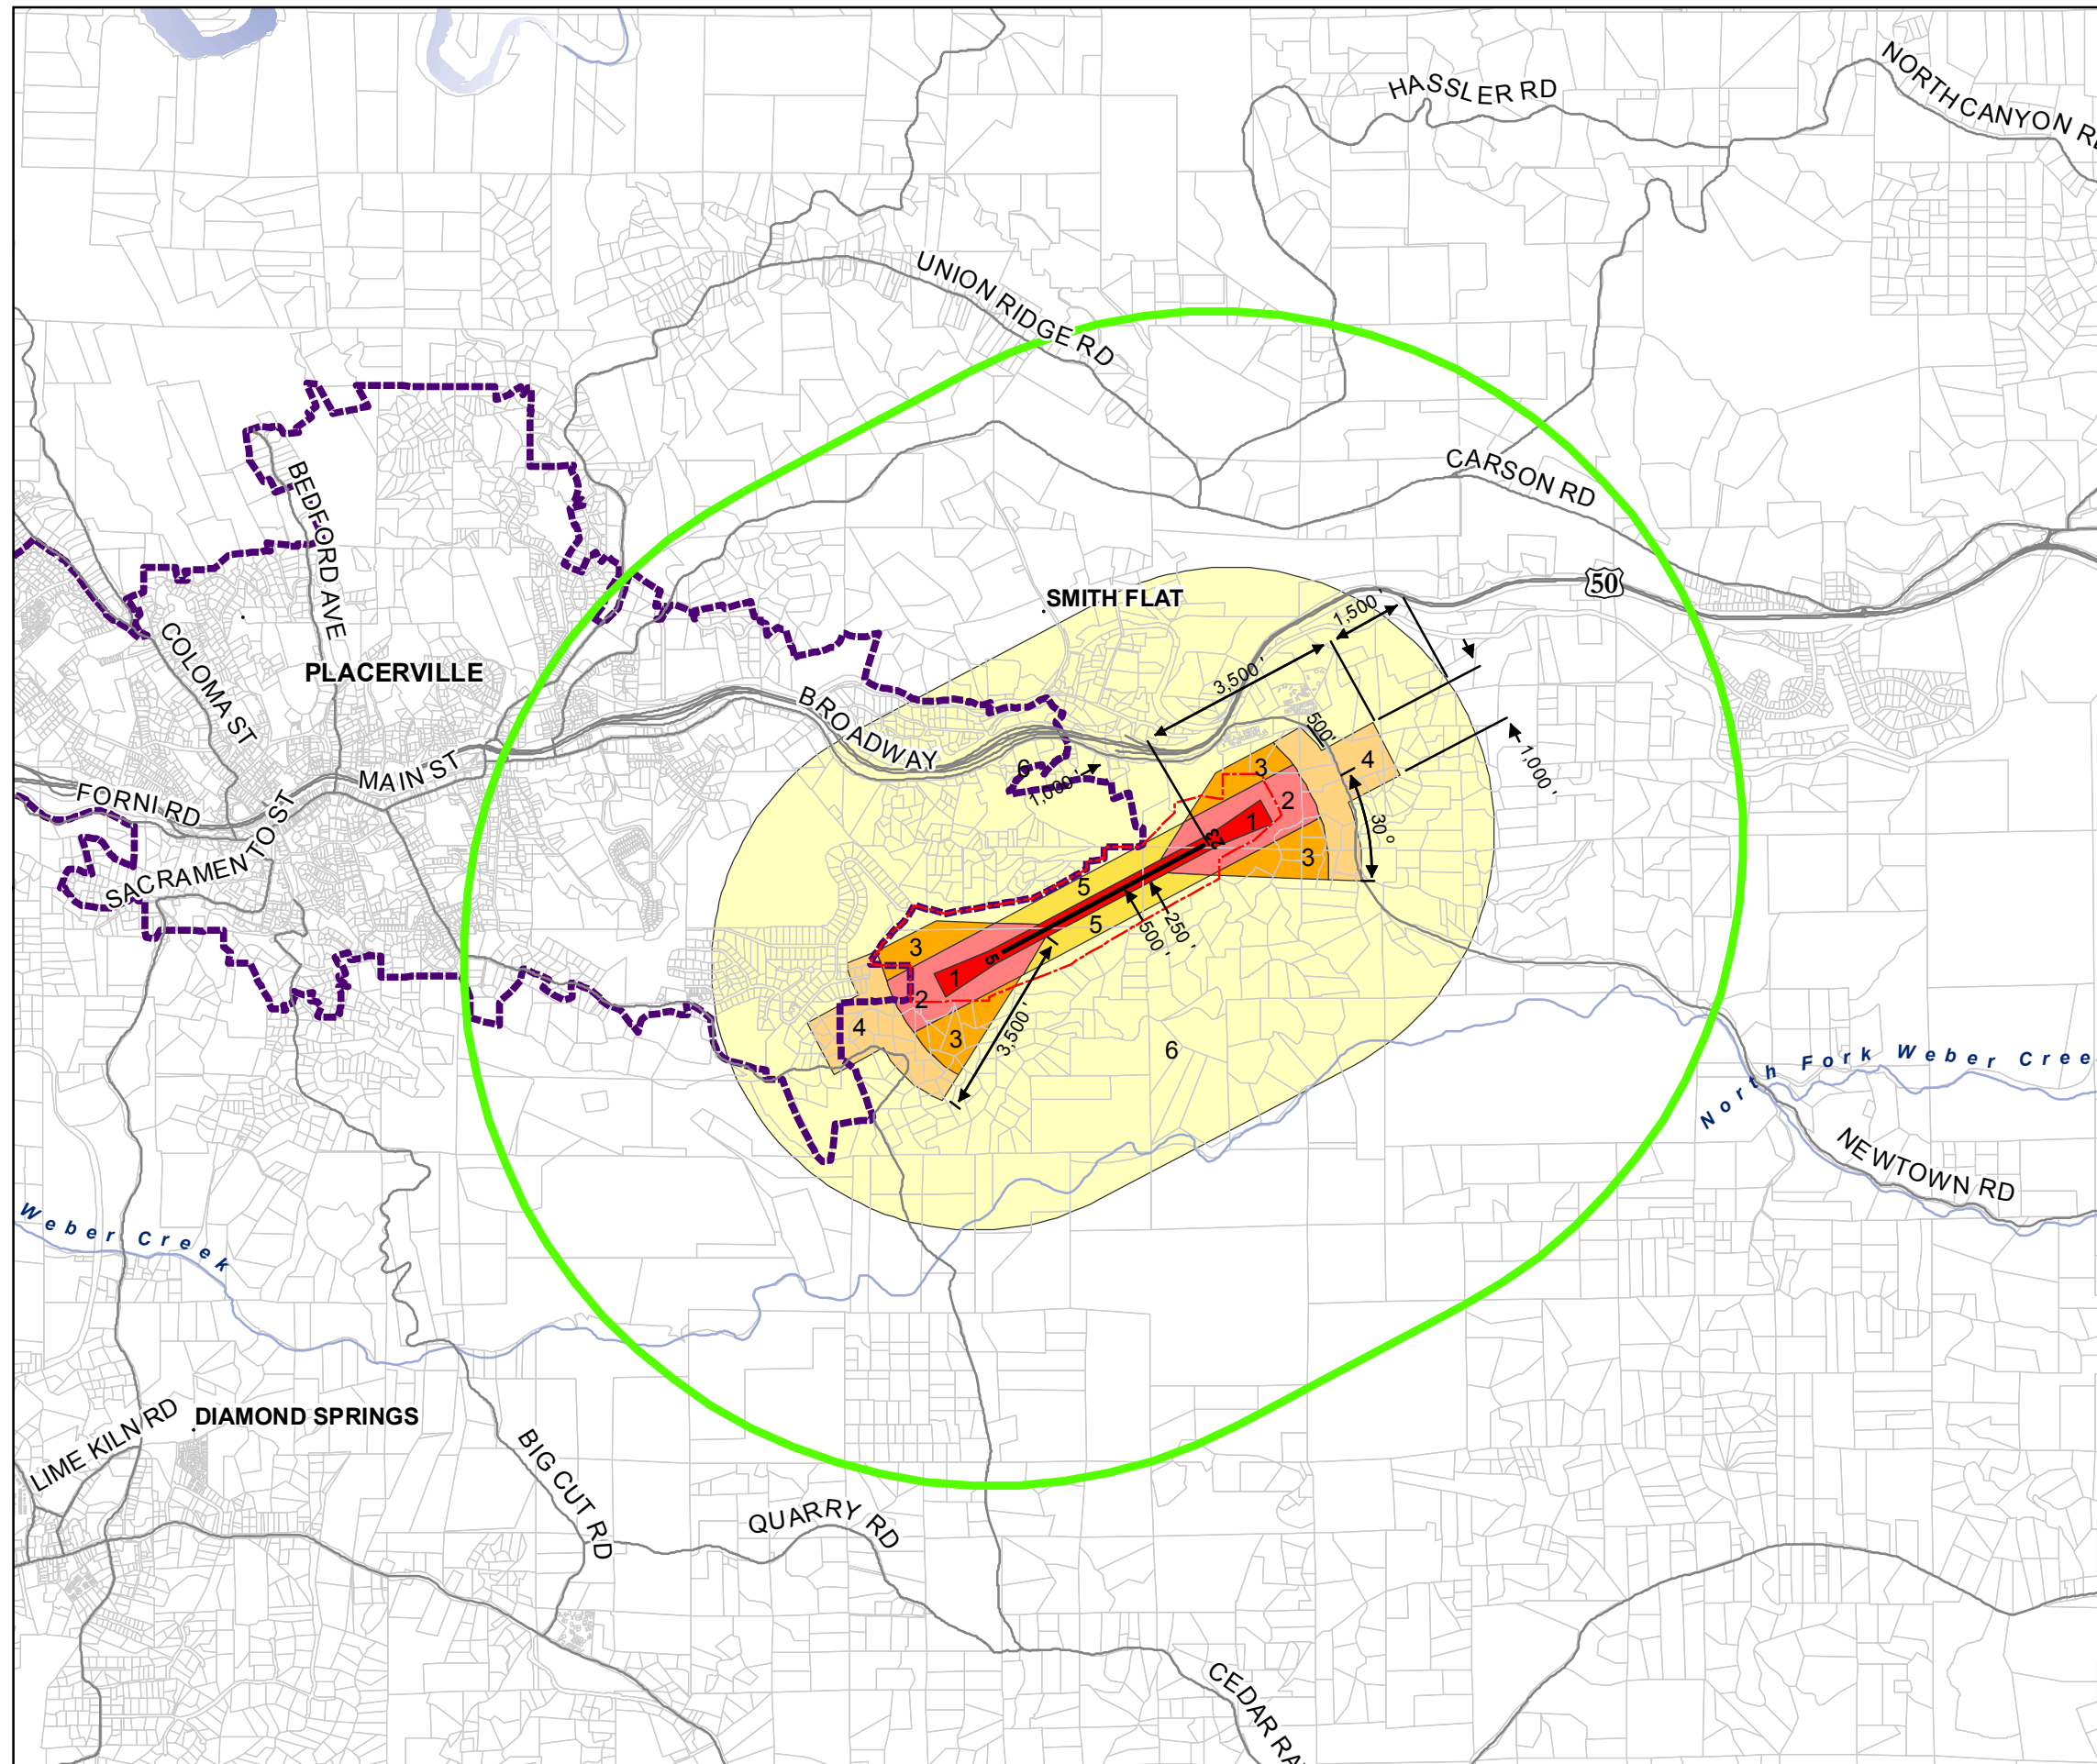 HASSLER RD
NORTH CANYON
UNION RIDGE RD
CARSON RD
BEDFORD AVE
50
SMITH FLAT
1,500 '
COLOMA ST
PLACERVILLE
3,500 '
BROADWAY
500'
4
1,000 '
6
1,000 '
3
2
1
MAIN ST
FORNI RD
23
30 °
3
SACRAMENTO ST
5
5
250 '
500 '
3
5
1
2
4
3
3,500 '
6
North Fork Weber Cree
NEWTOWN RD
Weber Creek
LIME KILN RD
DIAMOND SPRINGS
BIG CUT RD
QUARRY RD
CEDAR